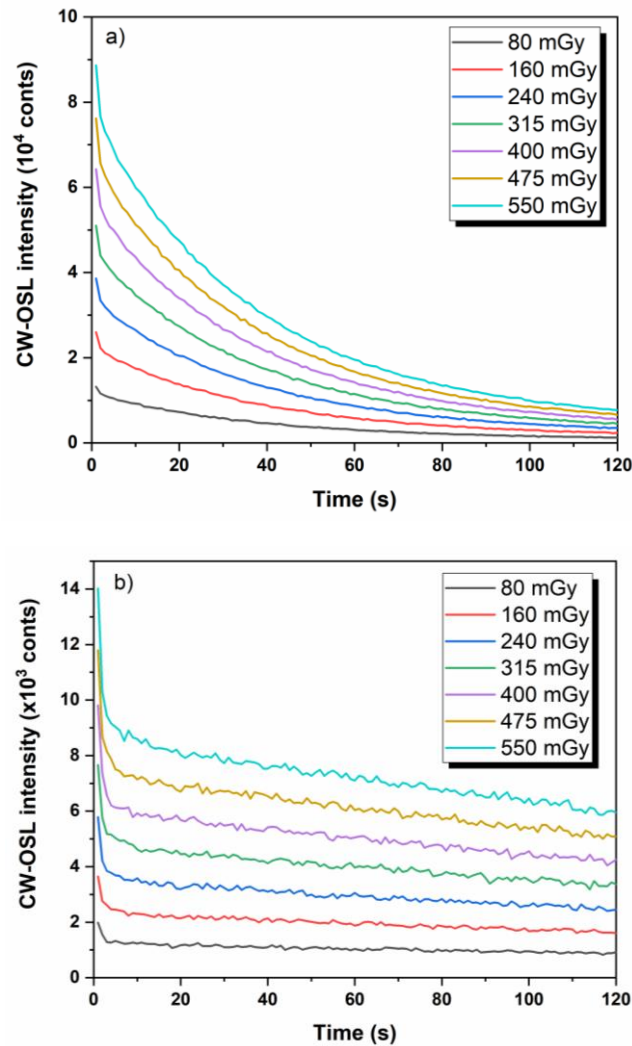 a)
CW-OSL intensity (10⁴ conts)
10
8
6
4
2
0
80 mGy
160 mGy
240 mGy
315 mGy
400 mGy
475 mGy
550 mGy
0 20 40 60 80 100 120
Time (s)
b)
CW-OSL intensity (x10³ conts)
14
12
10
8
6
4
2
0
80 mGy
160 mGy
240 mGy
315 mGy
400 mGy
475 mGy
550 mGy
0 20 40 60 80 100 120
Time (s)